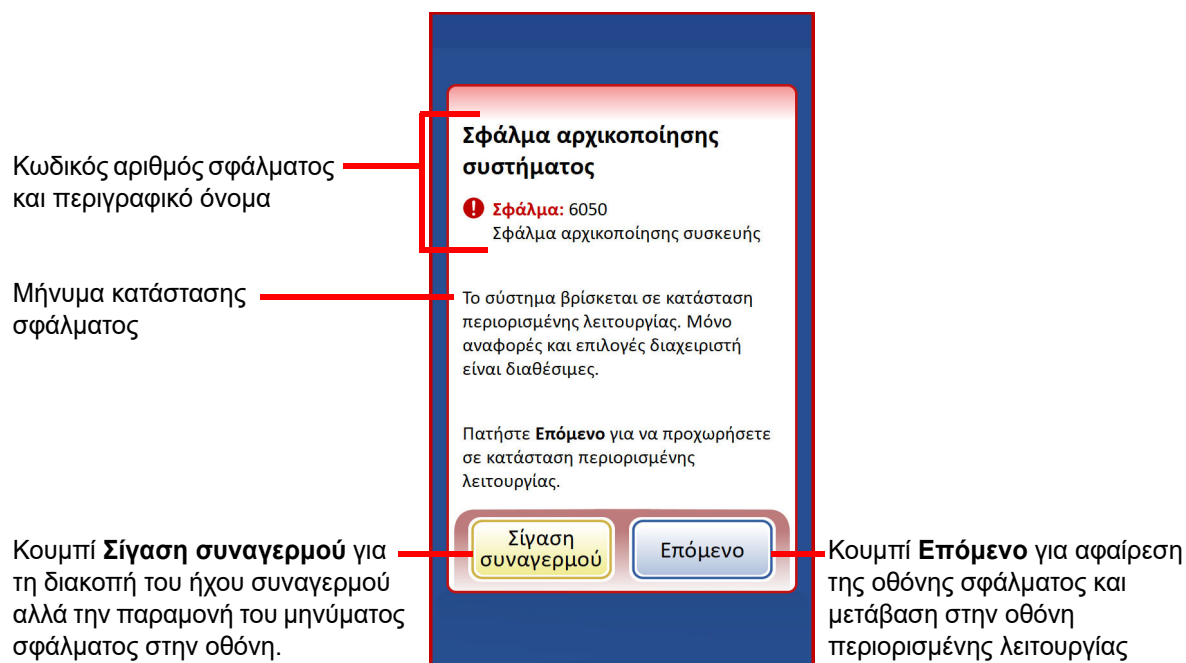 Κωδικός αριθμός σφάλματος
και περιγραφικό όνομα
Μήνυμα κατάστασης
σφάλματος
Κουμπί Σίγαση συναγερμού για
τη διακοπή του ήχου συναγερμού
αλλά την παραμονή του μηνύματος
σφάλματος στην οθόνη.
Σφάλμα αρχικοποίησης
συστήματος
Σφάλμα: 6050
Σφάλμα αρχικοποίησης συσκευής
Το σύστημα βρίσκεται σε κατάσταση
περιορισμένης λειτουργίας. Μόνο
αναφορές και επιλογές διαχειριστή
είναι διαθέσιμες.
Πατήστε Επόμενο για να προχωρήσετε
σε κατάσταση περιορισμένης
λειτουργίας.
Σίγαση
συναγερμού
Επόμενο
Κουμπί Επόμενο για αφαίρεση
της οθόνης σφάλματος και
μετάβαση στην οθόνη
περιορισμένης λειτουργίας